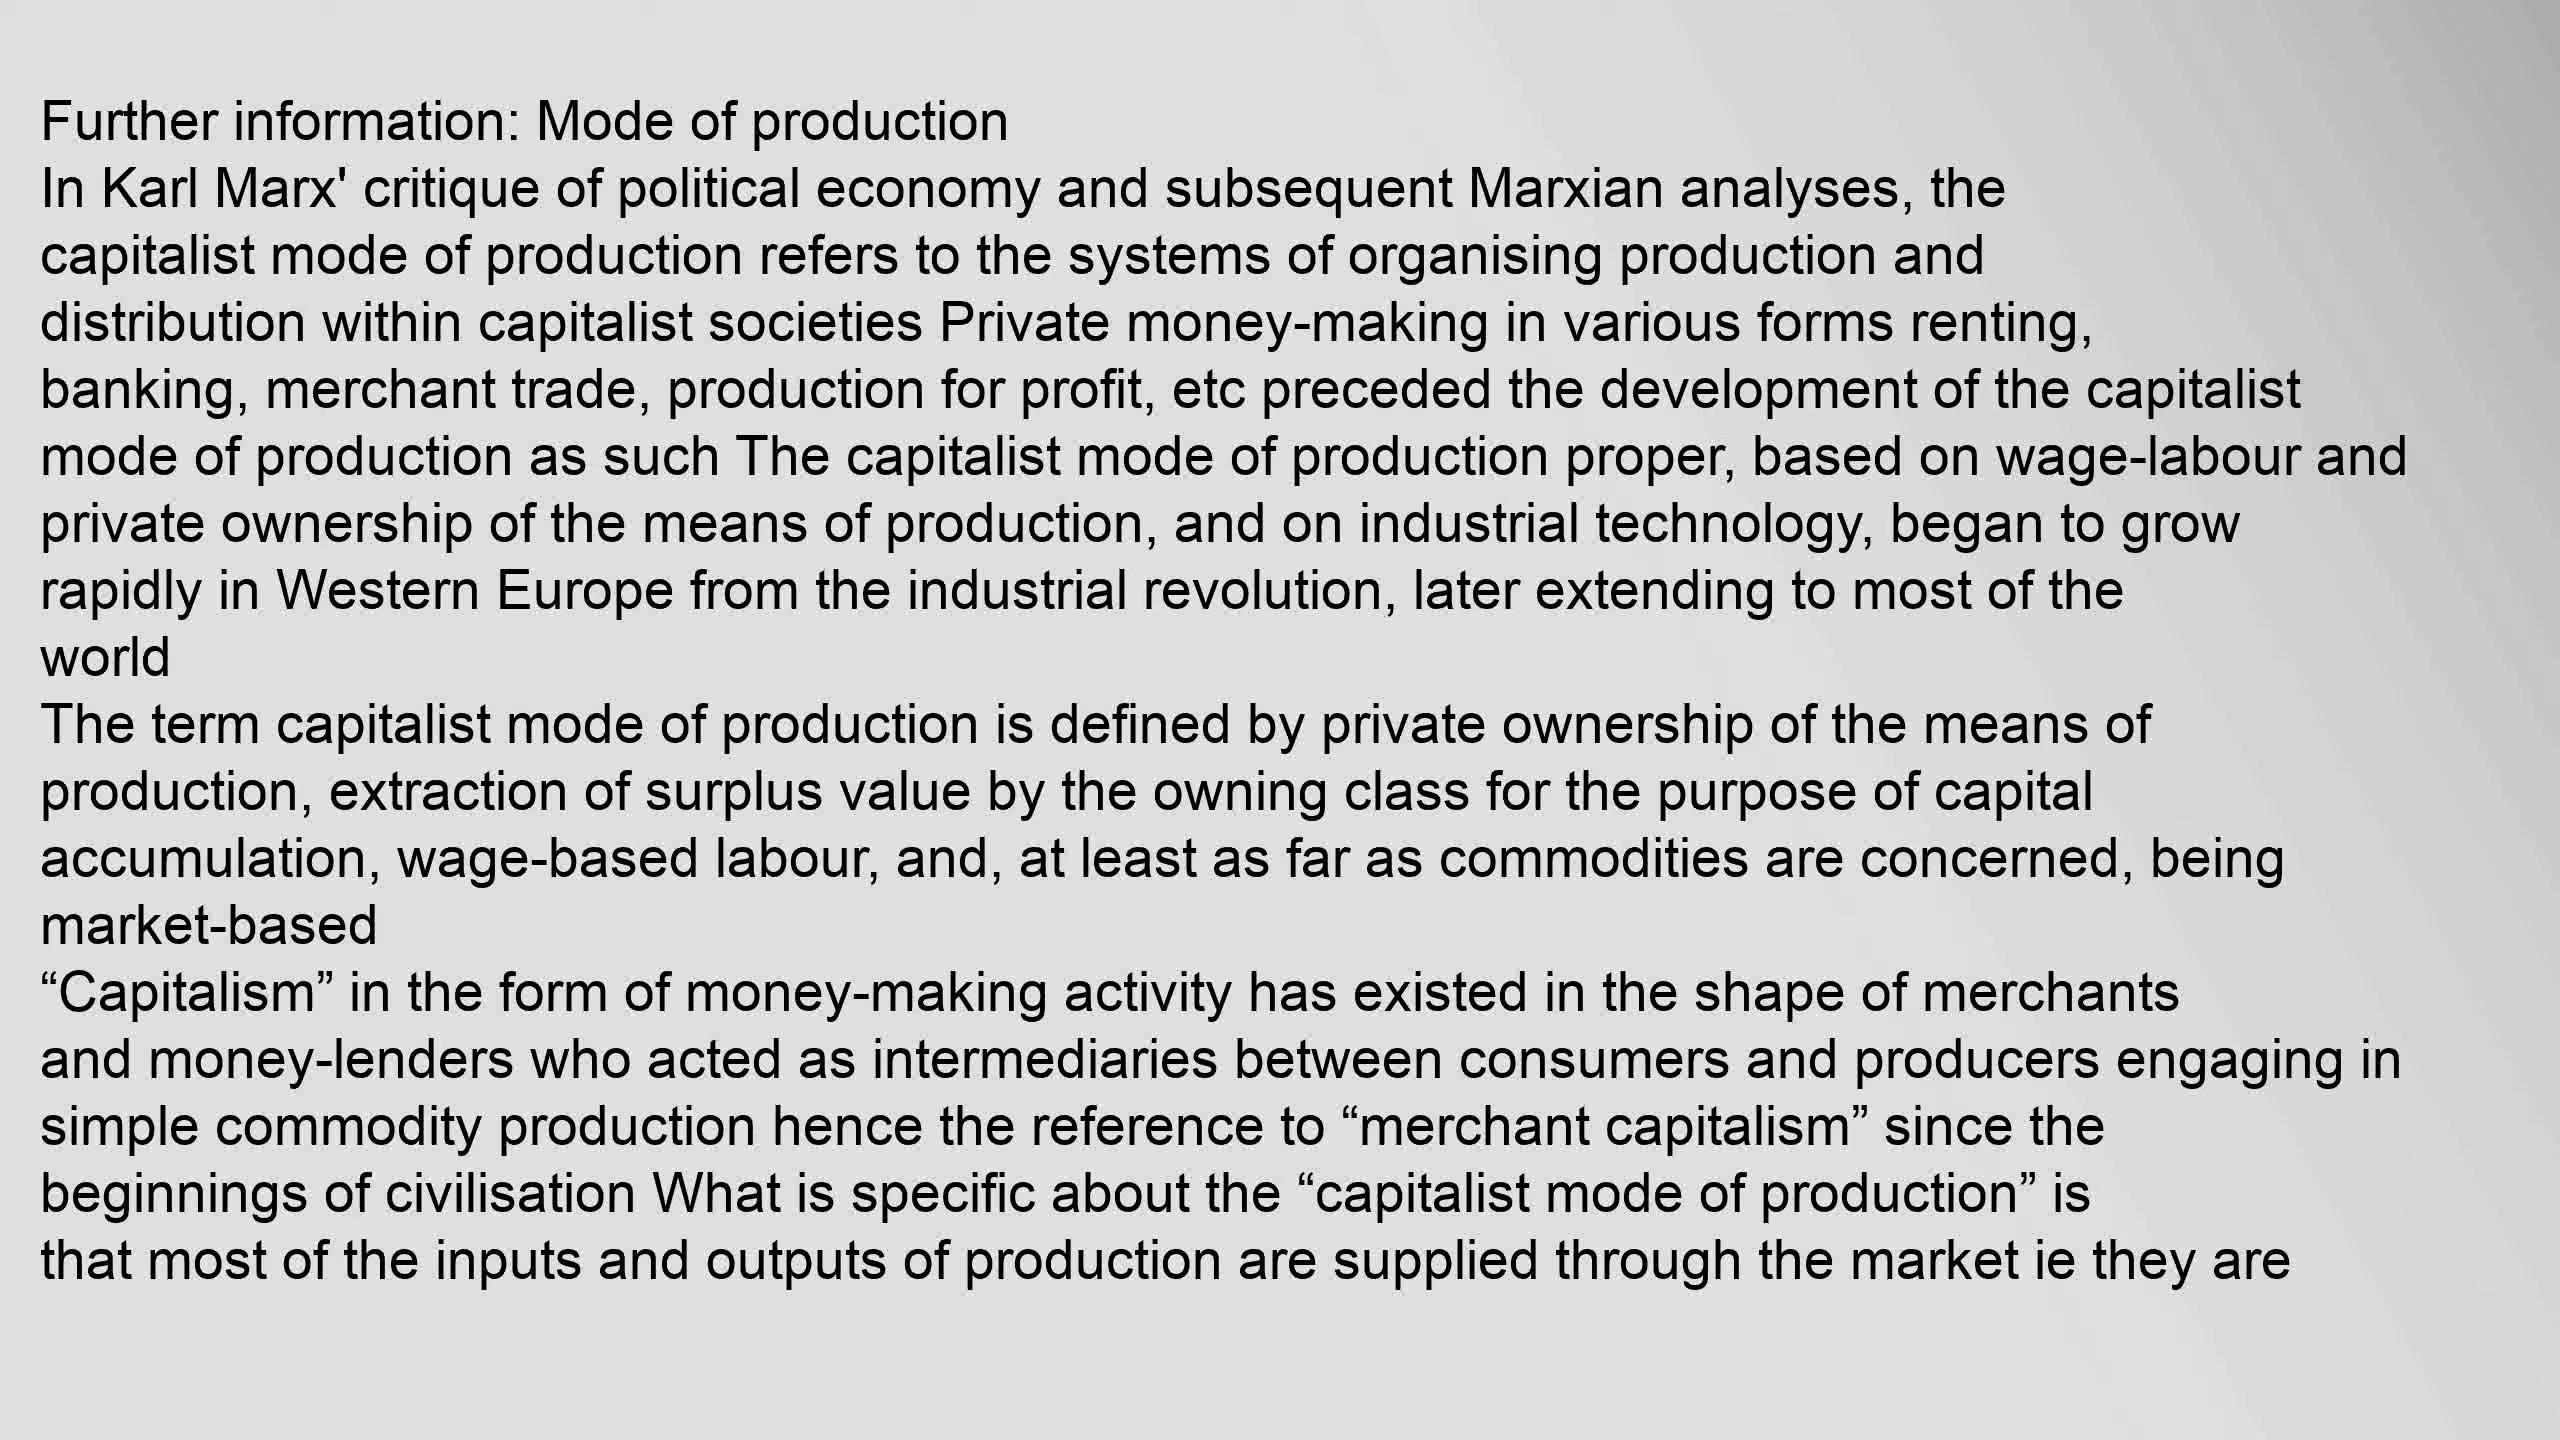 Further information: Mode of production
In Karl Marx' critique of political economy and subsequent Marxian analyses, the
capitalist mode of production refers to the systems of organising production and
distribution within capitalist societies Private money-making in various forms renting,
banking, merchant trade, production for profit, etc preceded the development of the capitalist
mode of production as such The capitalist mode of production proper, based on wage-labour and
private ownership of the means of production, and on industrial technology, began to grow
rapidly in Western Europe from the industrial revolution, later extending to most of the
world
The term capitalist mode of production is defined by private ownership of the means of
production, extraction of surplus value by the owning class for the purpose of capital
accumulation, wage-based labour, and, at least as far as commodities are concerned, being
market-based
“Capitalism” in the form of money-making activity has existed in the shape of merchants
and money-lenders who acted as intermediaries between consumers and producers engaging in
simple commodity production hence the reference to “merchant capitalism” since the
beginnings of civilisation What is specific about the “capitalist mode of production” is
that most of the inputs and outputs of production are supplied through the market ie they are